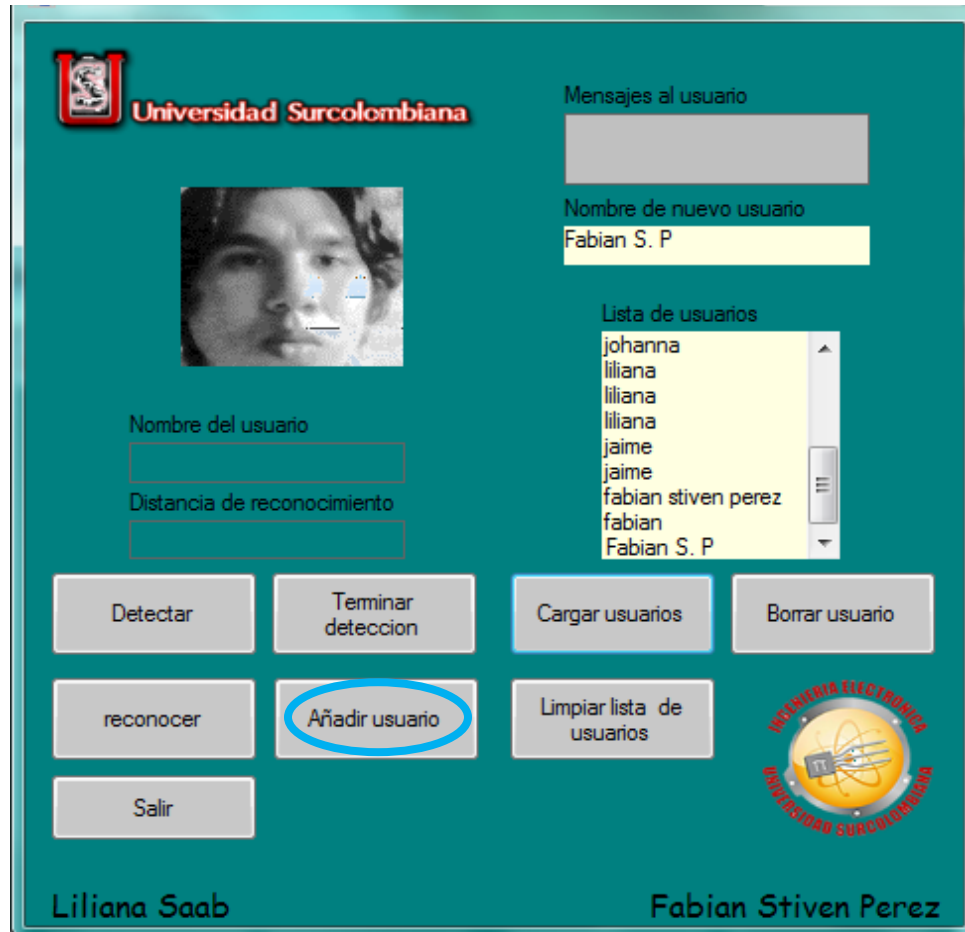 Universidad Surcolombiana
Mensajes al usuario
Nombre de nuevo usuario
Fabian S. P
Lista de usuarios
johanna
liliana
liliana
liliana
jaime
jaime
fabian stiven perez
fabian
Fabian S. P
Nombre del usuario
Distancia de reconocimiento
Detectar
Terminar
deteccion
Cargar usuarios
Borrar usuario
reconocer
Añadir usuario
Limpiar lista de
usuarios
INGENIERIA ELECTRONICA
UNIVERSIDAD SURCOLOMBIANA
Salir
Liliana Saab
Fabian Stiven Perez